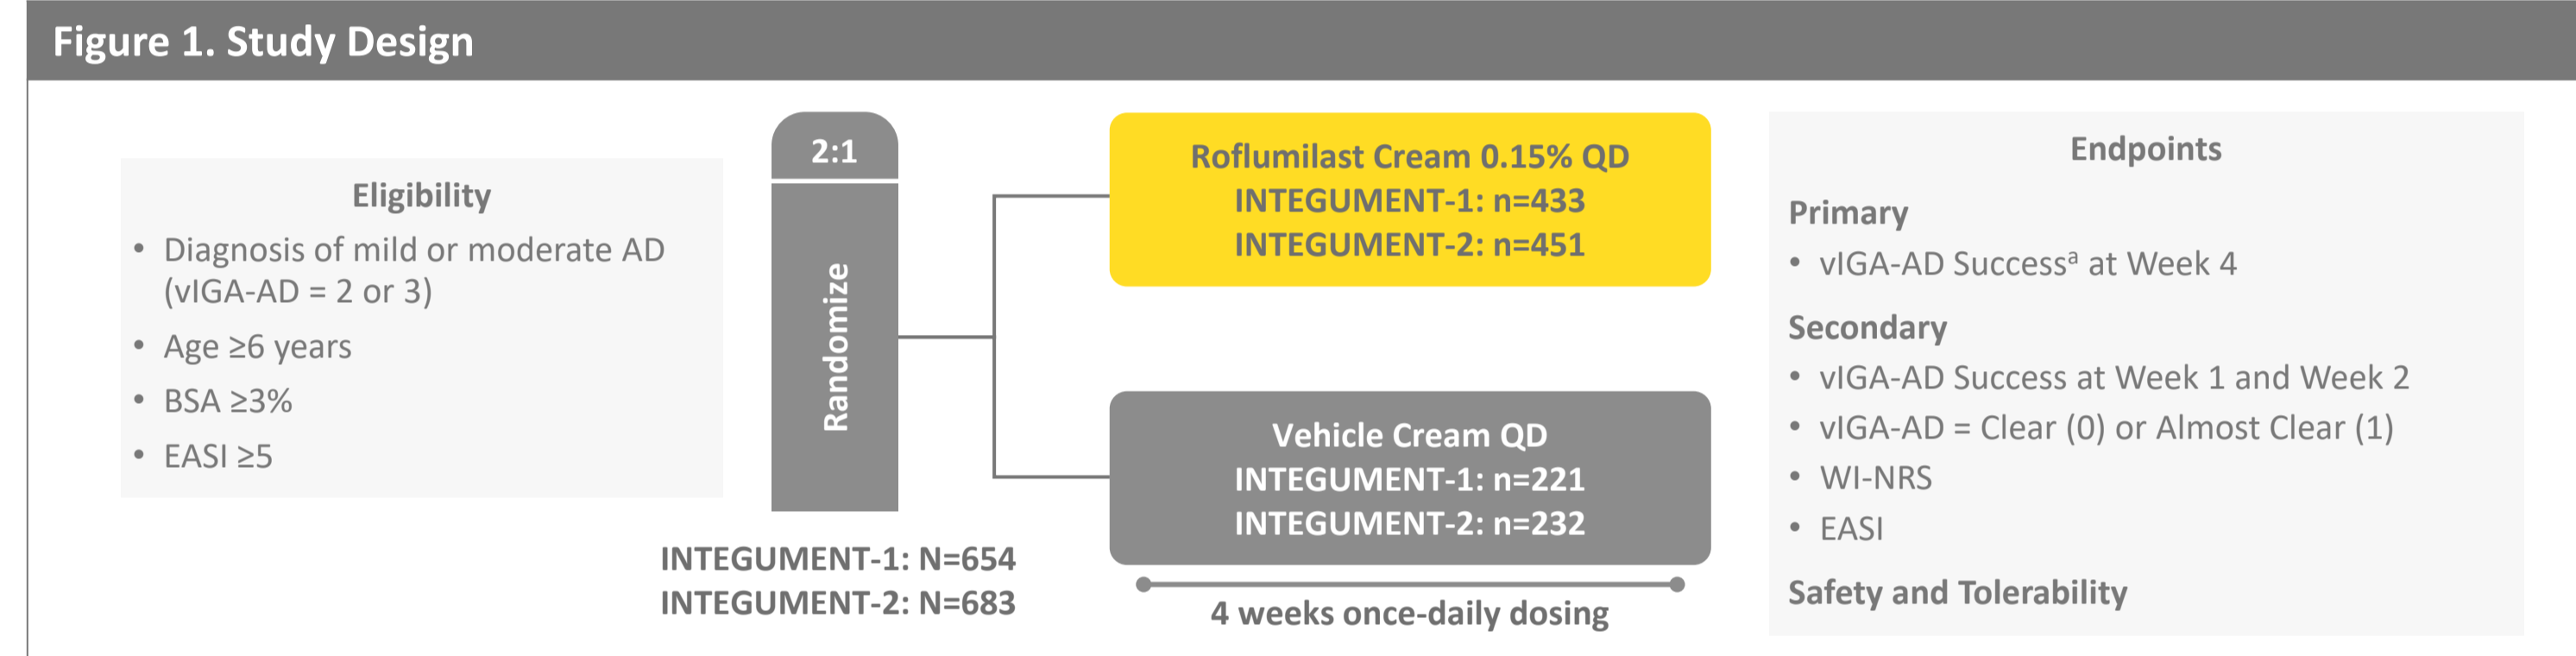 Figure 1. Study Design
Eligibility
• Diagnosis of mild or moderate AD
(vIGA-AD = 2 or 3)
• Age ≥6 years
• BSA ≥3%
• EASI ≥5
2:1
Randomize
INTEGUMENT-1: N=654
INTEGUMENT-2: N=683
Roflumilast Cream 0.15% QD
INTEGUMENT-1: n=433
INTEGUMENT-2: n=451
Vehicle Cream QD
INTEGUMENT-1: n=221
INTEGUMENT-2: n=232
4 weeks once-daily dosing
Endpoints
Primary
• vIGA-AD Successᵃ at Week 4
Secondary
• vIGA-AD Success at Week 1 and Week 2
• vIGA-AD = Clear (0) or Almost Clear (1)
• WI-NRS
• EASI
Safety and Tolerability